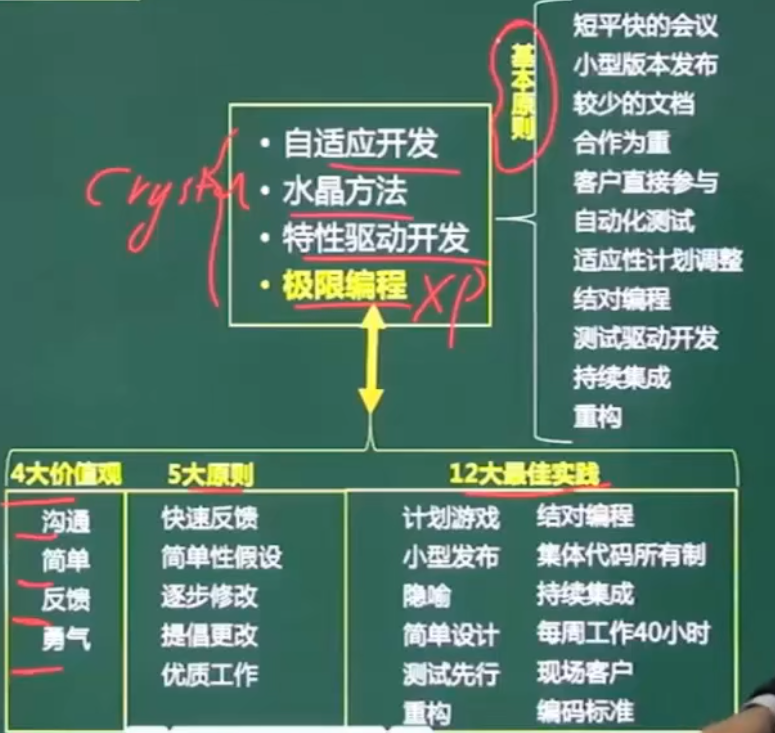 基本原则
短平快的会议
小型版本发布
较少的文档
合作为重
客户直接参与
自动化测试
适应性计划调整
结对编程
测试驱动开发
持续集成
重构
• 自适应开发
• 水晶方法
• 特性驱动开发
• 极限编程
Crystal
XP
4大价值观
沟通
简单
反馈
勇气
5大原则
快速反馈
简单性假设
逐步修改
提倡更改
优质工作
12大最佳实践
计划游戏 结对编程
小型发布 集体代码所有制
隐喻 持续集成
简单设计 每周工作40小时
测试先行 现场客户
重构 编码标准